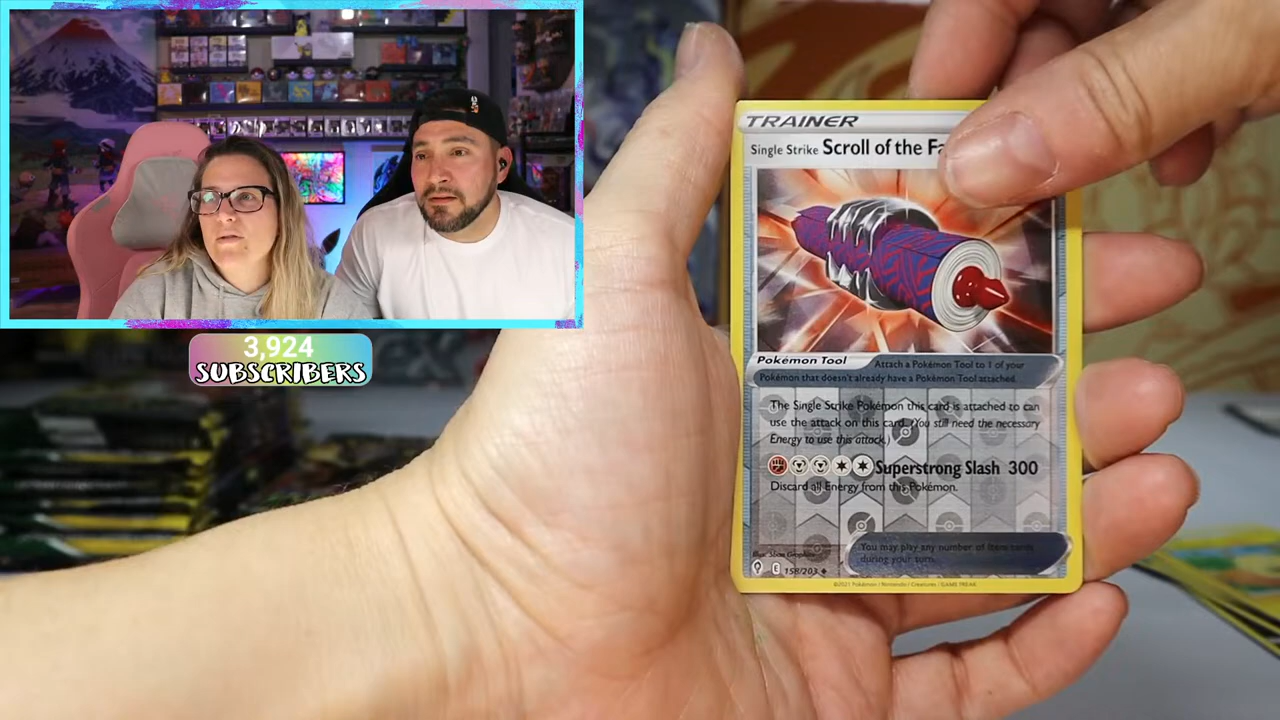 3,924
SUBSCRIBERS
TRAINER
Single Strike Scroll of the Fa
Pokémon Tool
Attach a Pokémon Tool to 1 of your
Pokémon that doesn't already have a Pokémon Tool attached.
The Single Strike Pokémon this card is attached to can
use the attack on this card. (You still need the necessary
Energy to use this attack.)
Superstrong Slash 300
Discard all Energy from this Pokémon.
You may play any number of Item cards
during your turn.
E 158/203
©2021 Pokémon / Nintendo / Creatures / GAME FREAK